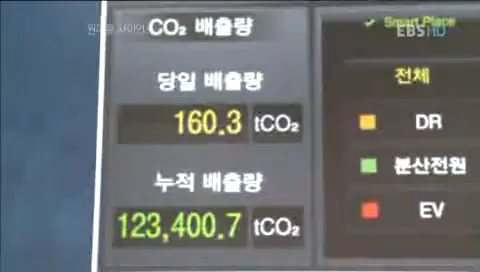 CO₂ 배출량
당일 배출량
160.3 tCO₂
누적 배출량
123,400.7 tCO₂
Smart Place
EBS HD
전체
DR
분산전원
EV